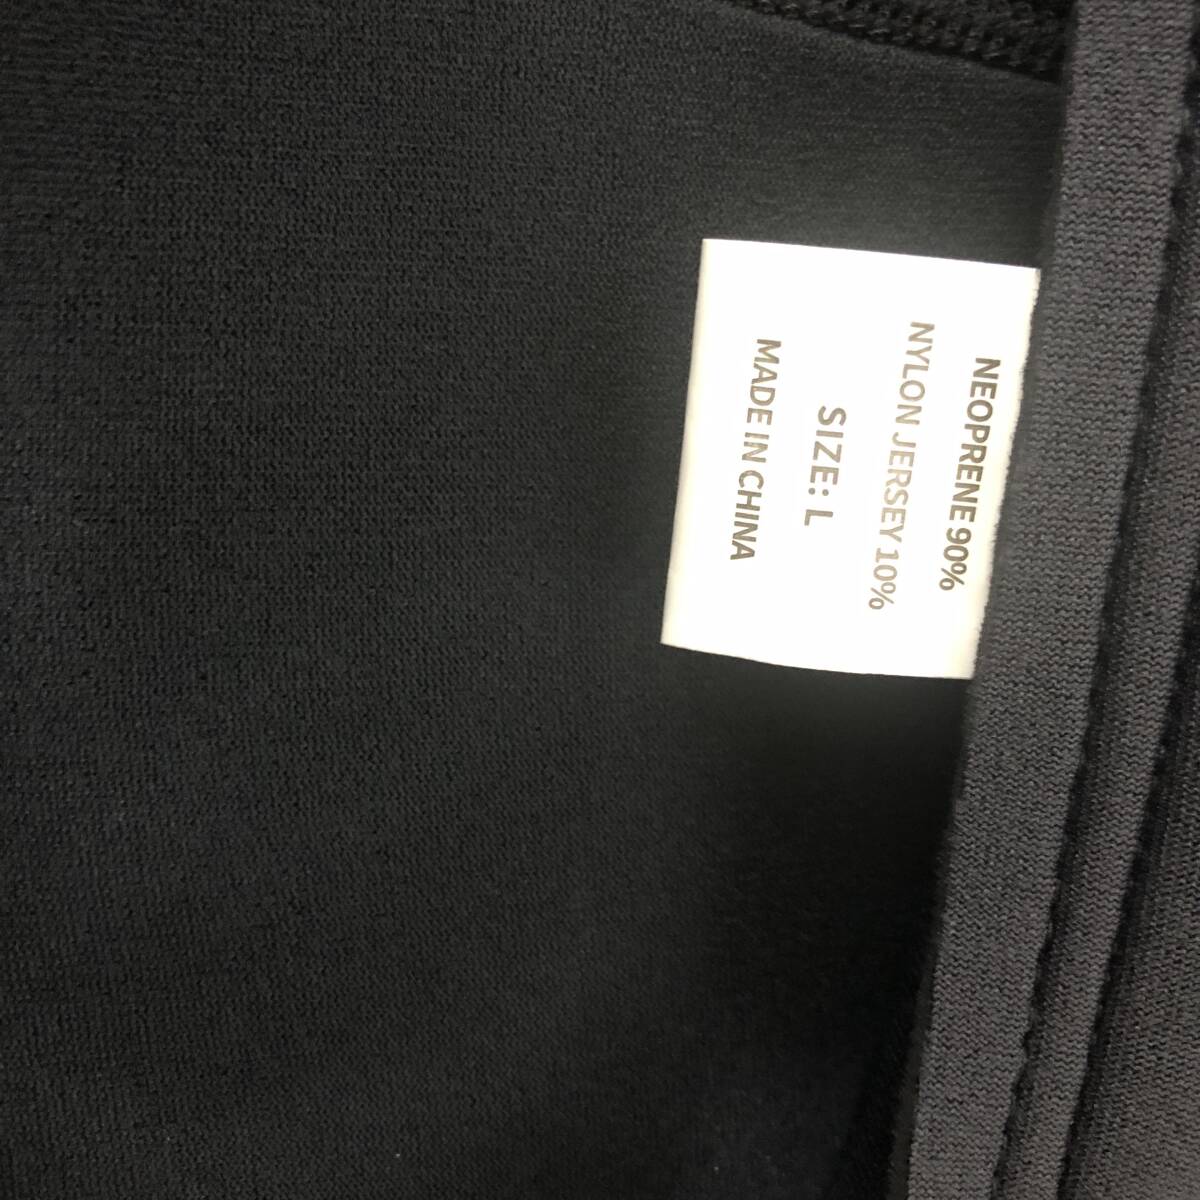 NEOPRENE 90%
NYLON JERSEY 10%
SIZE: L
MADE IN CHINA